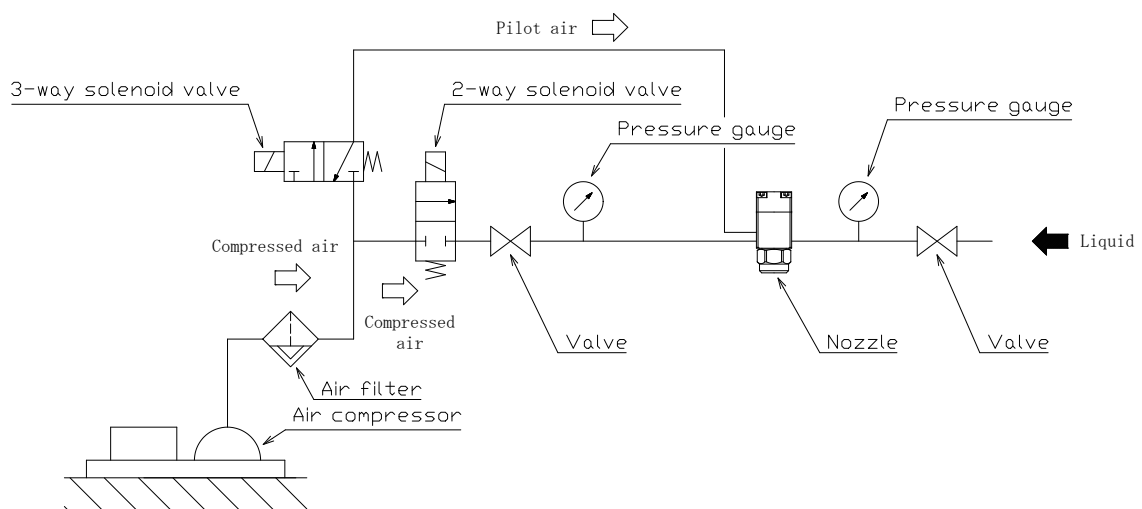 Pilot air
3-way solenoid valve
2-way solenoid valve
Pressure gauge
Pressure gauge
Compressed air
Liquid
Compressed
air
Valve
Nozzle
Valve
Air filter
Air compressor